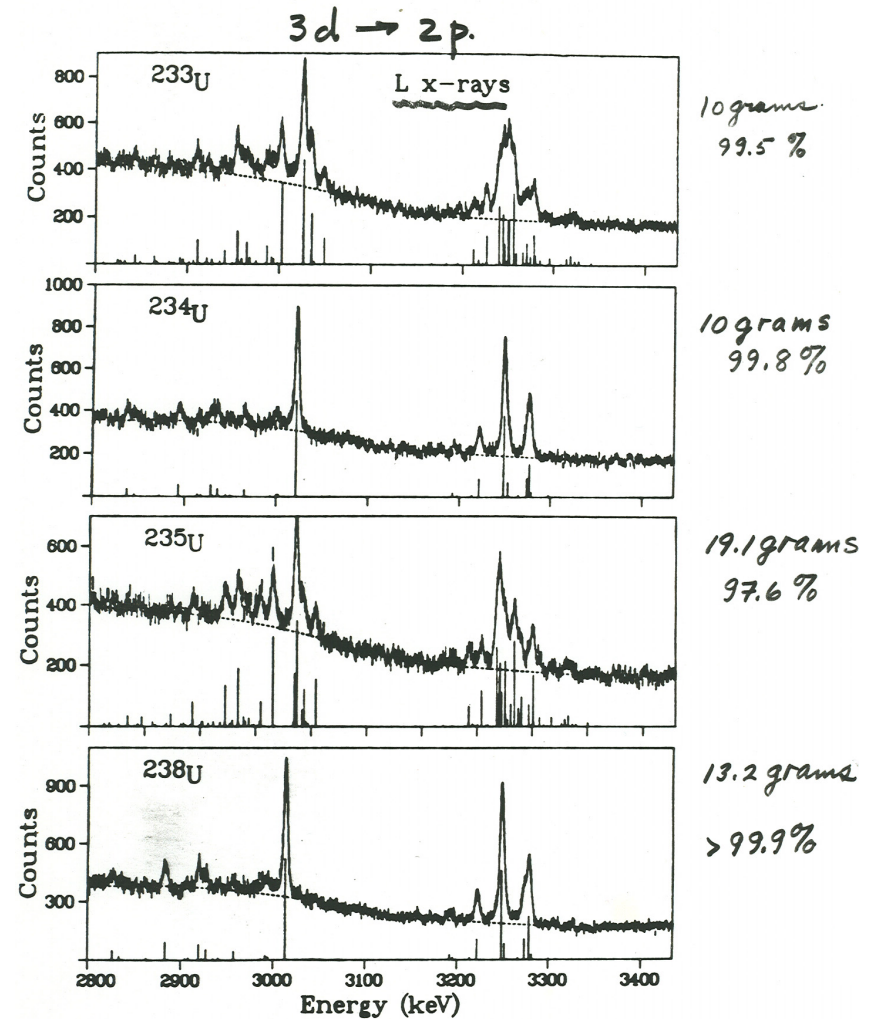 3d → 2p.
233U
L x-rays
10 grams
99.5 %
800
600
400
200
Counts
234U
10 grams
99.8 %
1000
800
600
400
200
Counts
235U
19.1 grams
97.6 %
600
400
200
Counts
238U
13.2 grams
>99.9%
900
600
300
Counts
2800 2900 3000 3100 3200 3300 3400
Energy (keV)